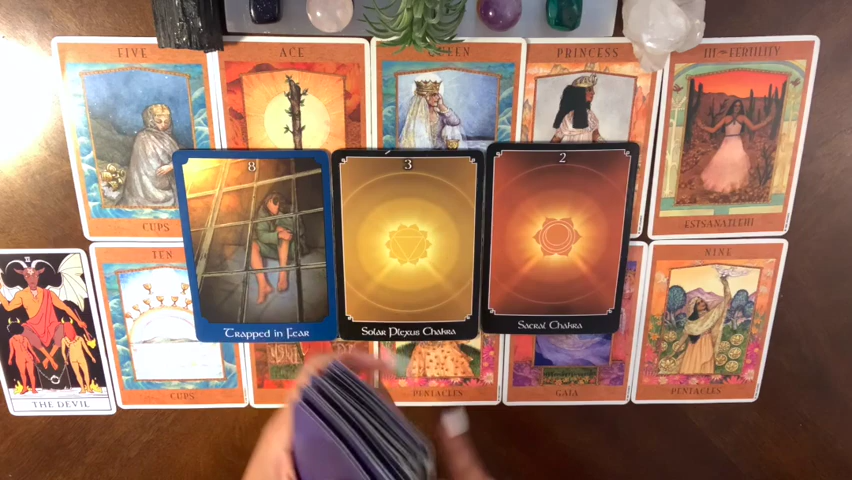 FIVE
ACE
QUEEN
PRINCESS
III - FERTILITY
CUPS
ESTSANATLEHI
8
Trapped in Fear
3
Solar Plexus Chakra
2
Sacral Chakra
THE DEVIL
TEN
CUPS
PENTACLES
GAIA
NINE
PENTACLES